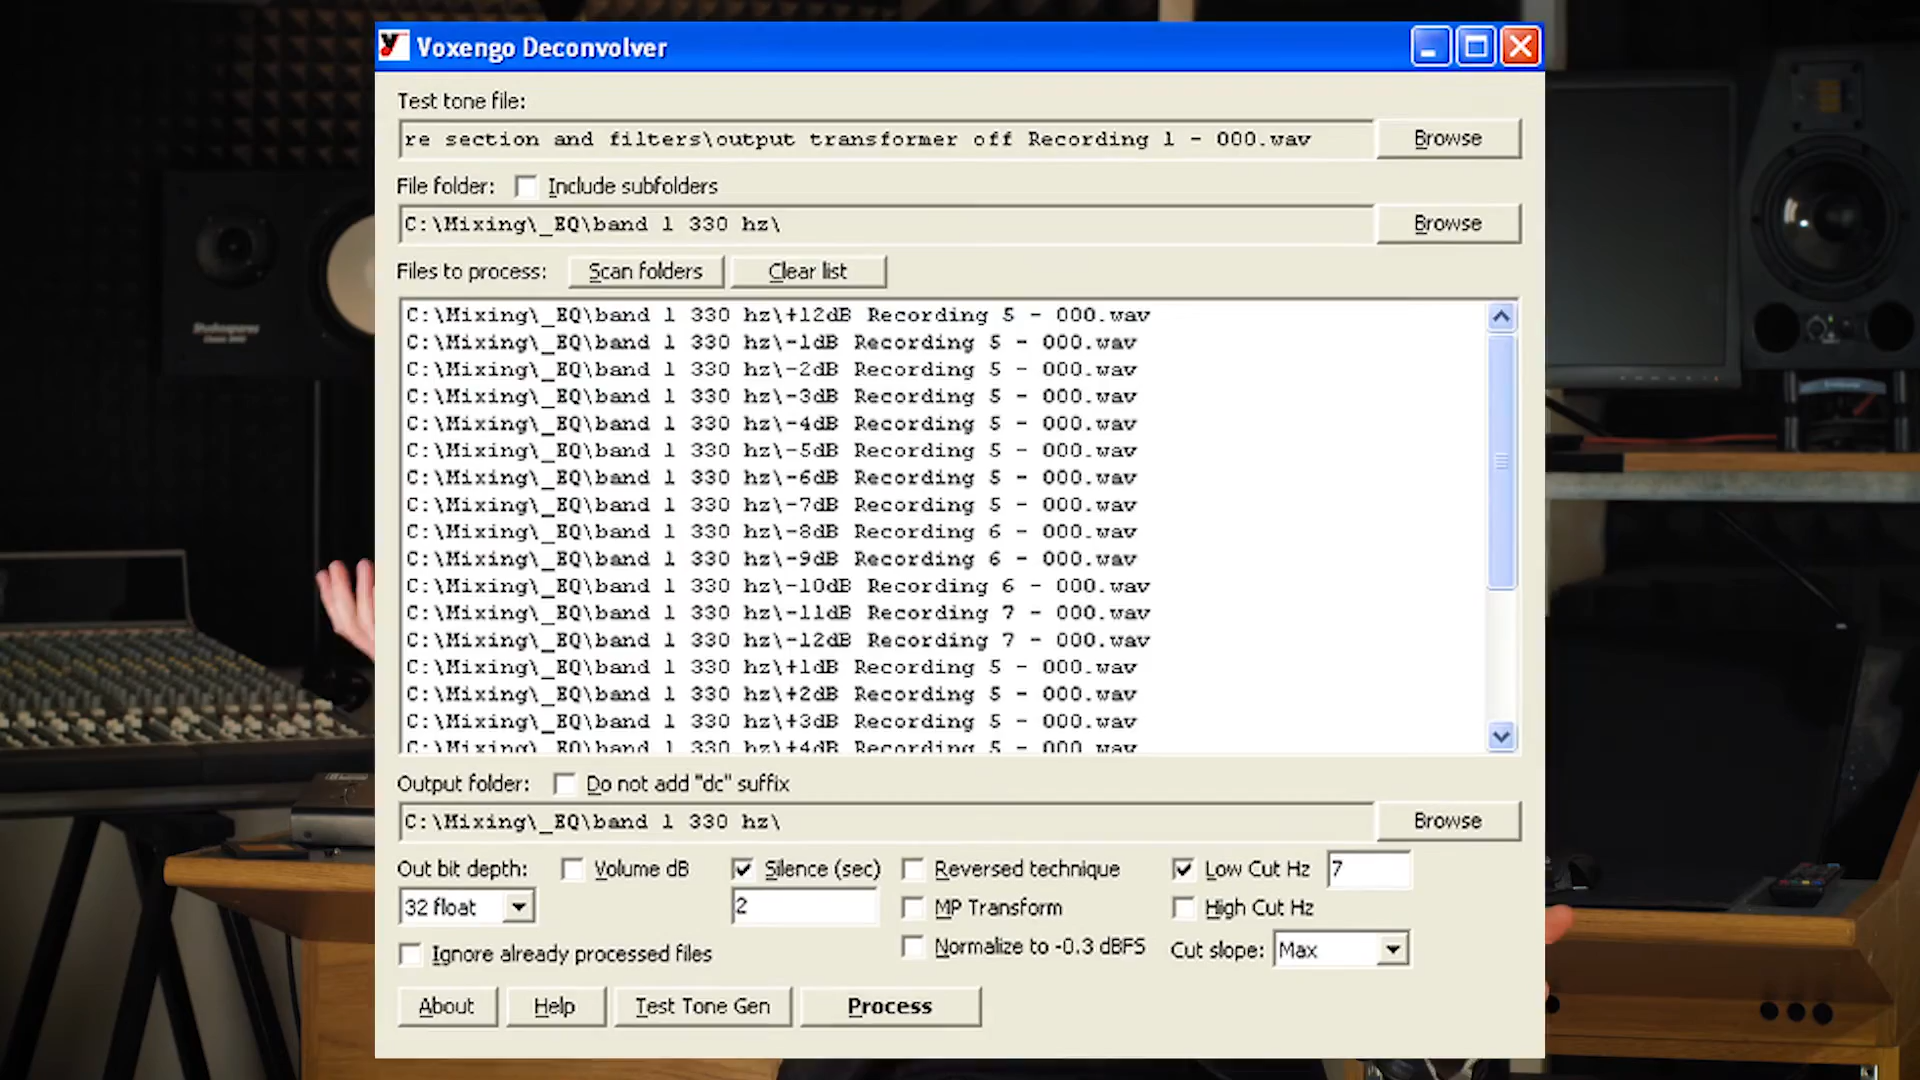 Voxengo Deconvolver
Test tone file:
re section and filters\output transformer off Recording 1 - 000.wav
Browse
File folder:
Include subfolders
C:\Mixing\_EQ\band 1 330 hz\
Browse
Files to process:
Scan folders
Clear list
C:\Mixing\_EQ\band 1 330 hz\+12dB Recording 5 - 000.wav
C:\Mixing\_EQ\band 1 330 hz\-1dB Recording 5 - 000.wav
C:\Mixing\_EQ\band 1 330 hz\-2dB Recording 5 - 000.wav
C:\Mixing\_EQ\band 1 330 hz\-3dB Recording 5 - 000.wav
C:\Mixing\_EQ\band 1 330 hz\-4dB Recording 5 - 000.wav
C:\Mixing\_EQ\band 1 330 hz\-5dB Recording 5 - 000.wav
C:\Mixing\_EQ\band 1 330 hz\-6dB Recording 5 - 000.wav
C:\Mixing\_EQ\band 1 330 hz\-7dB Recording 5 - 000.wav
C:\Mixing\_EQ\band 1 330 hz\-8dB Recording 6 - 000.wav
C:\Mixing\_EQ\band 1 330 hz\-9dB Recording 6 - 000.wav
C:\Mixing\_EQ\band 1 330 hz\-10dB Recording 6 - 000.wav
C:\Mixing\_EQ\band 1 330 hz\-11dB Recording 7 - 000.wav
C:\Mixing\_EQ\band 1 330 hz\-12dB Recording 7 - 000.wav
C:\Mixing\_EQ\band 1 330 hz\+1dB Recording 5 - 000.wav
C:\Mixing\_EQ\band 1 330 hz\+2dB Recording 5 - 000.wav
C:\Mixing\_EQ\band 1 330 hz\+3dB Recording 5 - 000.wav
C:\Mixing\_EQ\band 1 330 hz\+4dB Recording 5 - 000.wav
Output folder:
Do not add "dc" suffix
C:\Mixing\_EQ\band 1 330 hz\
Browse
Out bit depth:
Volume dB
Silence (sec)
Reversed technique
Low Cut Hz
7
32 float
2
MP Transform
High Cut Hz
Ignore already processed files
Normalize to -0.3 dBFS
Cut slope:
Max
About
Help
Test Tone Gen
Process